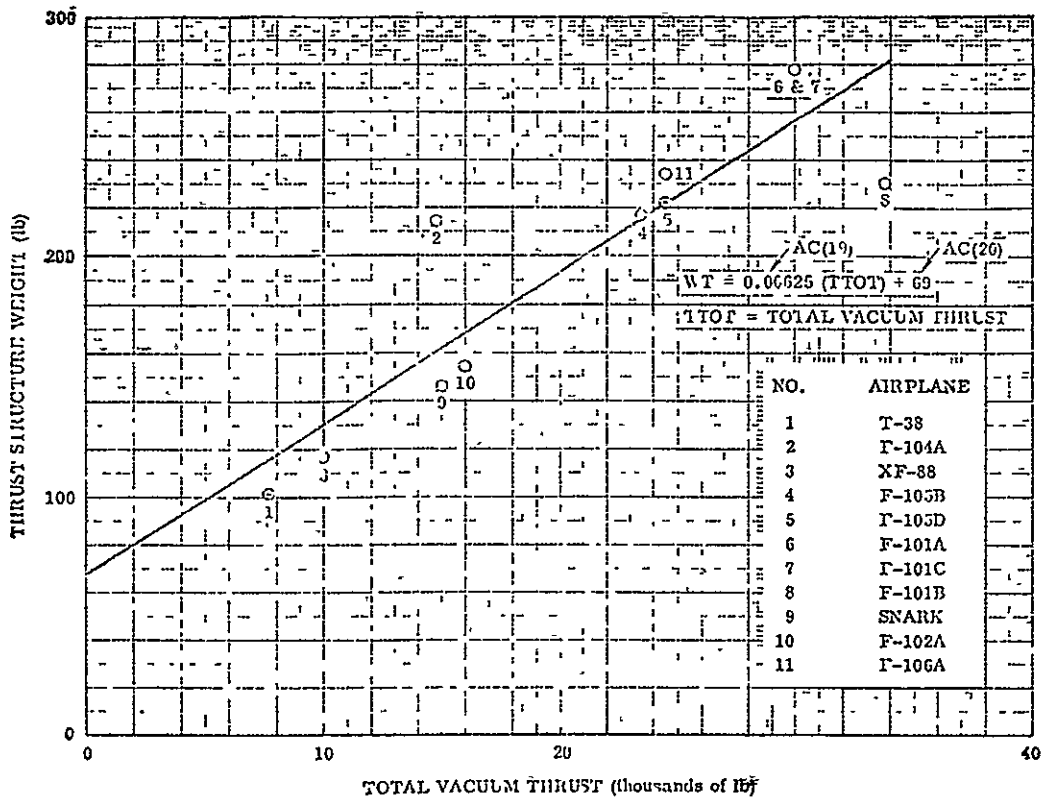 300
200
100
0
THRUST STRUCTURE WEIGHT (lb)
6 & 7
11
8
2
4
5
10
9
3
1
AC(19)
AC(20)
WT = 0.00625 (TTOT) + 69
TTOT = TOTAL VACUUM THRUST
NO. AIRPLANE
1 T-38
2 F-104A
3 XF-88
4 F-105B
5 F-105D
6 F-101A
7 F-101C
8 F-101B
9 SNARK
10 F-102A
11 F-106A
0 10 20 40
TOTAL VACUUM THRUST (thousands of lb)